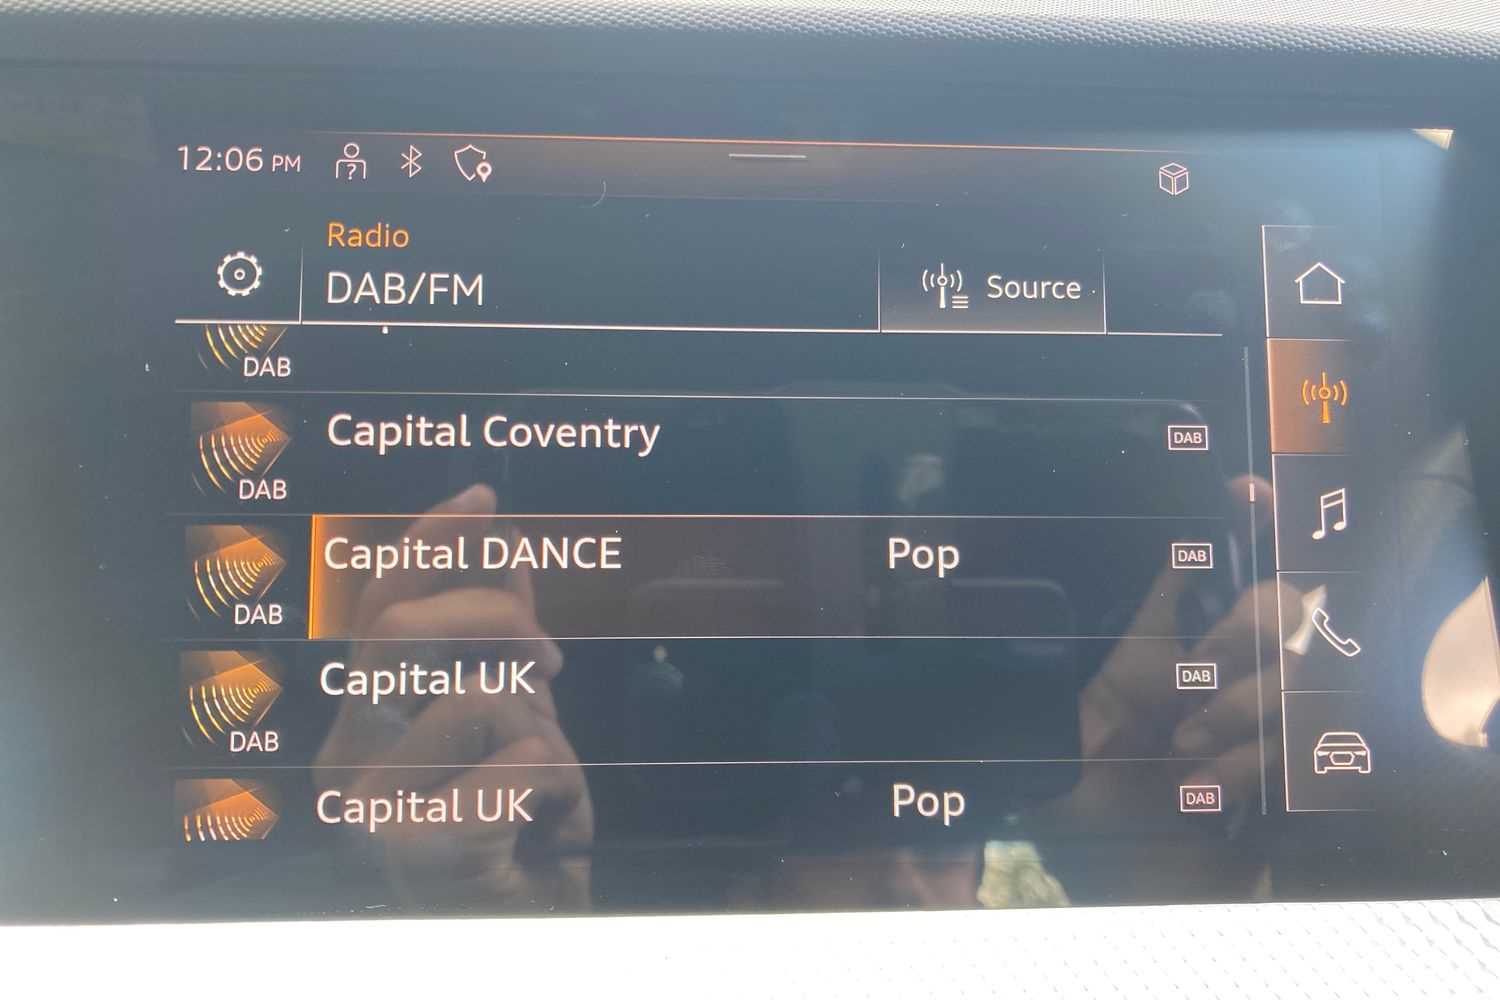 12:06 PM
?
Radio
DAB/FM
Source
DAB
Capital Coventry
DAB
DAB
Capital DANCE
Pop
DAB
DAB
Capital UK
DAB
DAB
Capital UK
Pop
DAB